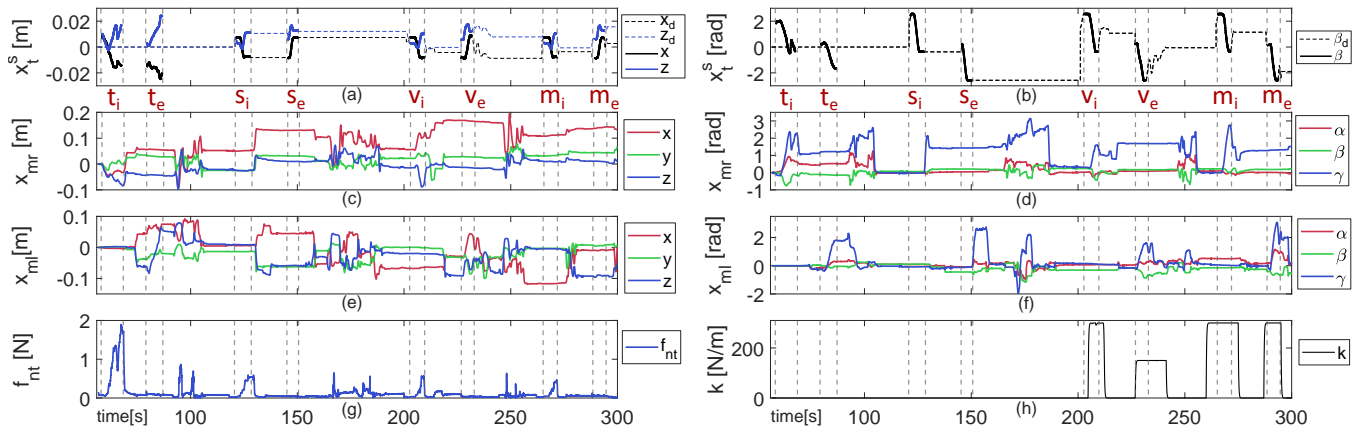 x_t^s [m]
0.02
0
-0.02
x_d
z_d
x
z
(a)
t_i t_e s_i s_e v_i v_e m_i m_e
x_t^s [rad]
2
0
-2
β_d
β
(b)
t_i t_e s_i s_e v_i v_e m_i m_e
x_mr [m]
0.2
0.1
0
-0.1
x
y
z
(c)
x_mr [rad]
3
2
1
0
-1
α
β
γ
(d)
x_ml[m]
0.1
0
-0.1
x
y
z
(e)
x_ml [rad]
2
0
-2
α
β
γ
(f)
f_nt [N]
2
1
0
f_nt
(g)
time[s] 100 150 200 250 300
k [N/m]
200
0
k
(h)
time[s] 100 150 200 250 300